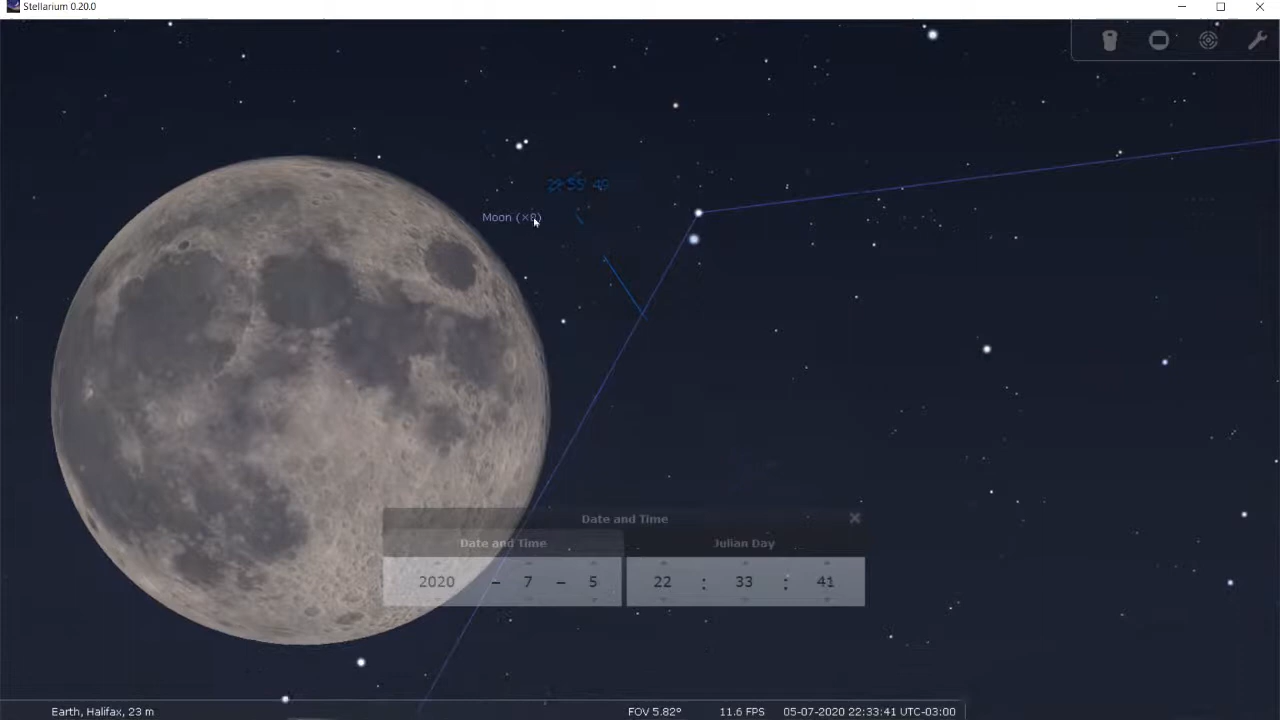 Stellarium 0.20.0
Moon (×8)
Date and Time
Date and Time
Julian Day
2020 - 7 - 5
22 : 33 : 41
Earth, Halifax, 23 m
FOV 5.82°
11.6 FPS
05-07-2020 22:33:41 UTC-03:00